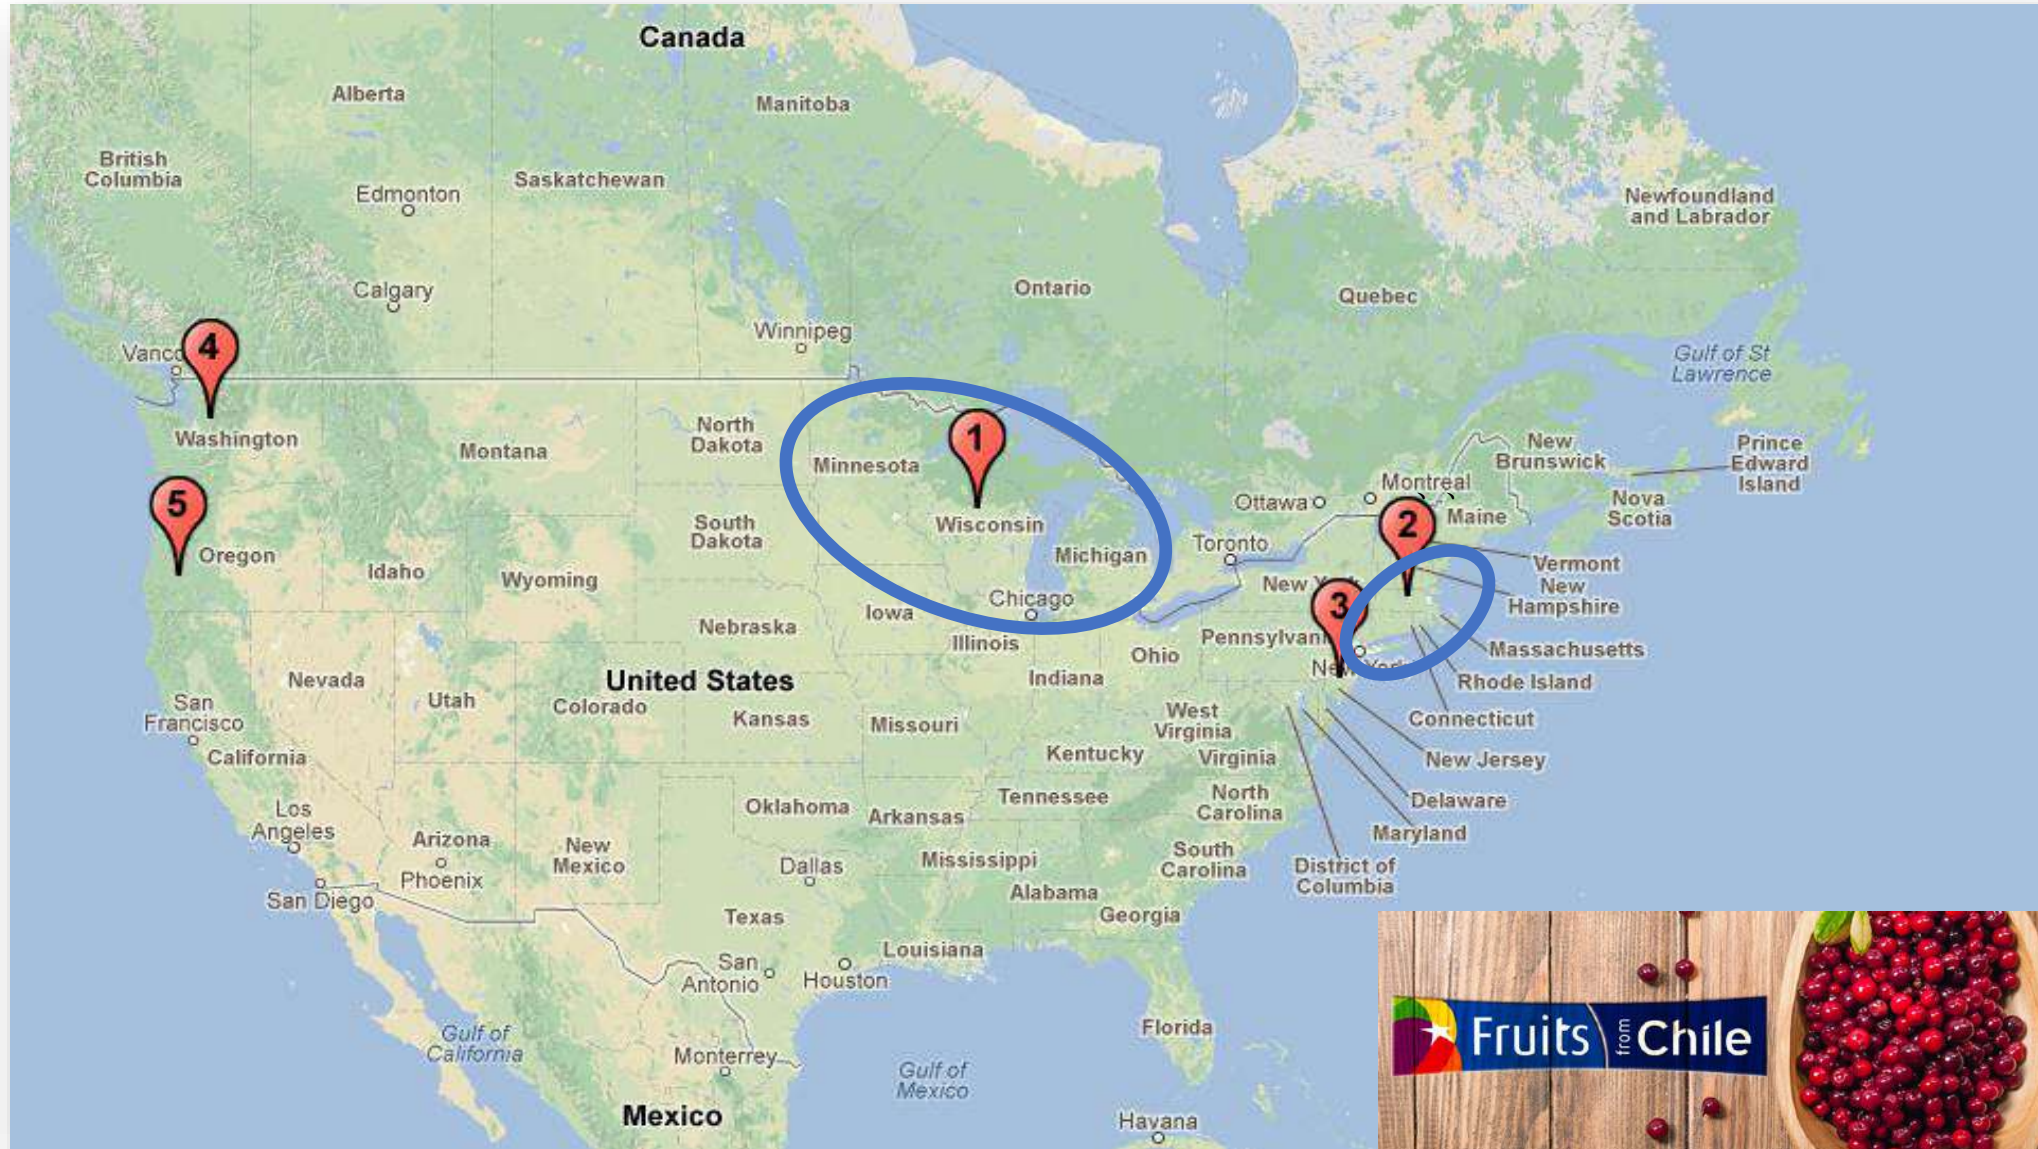 Canada
Alberta
Manitoba
British
Columbia
Edmonton
Saskatchewan
Newfoundland
and Labrador
Calgary
Ontario
Quebec
Winnipeg
Vanco
4
Gulf of St
Lawrence
Washington
Montana
North
Dakota
Minnesota
1
New
Brunswick
Prince
Edward
Island
Montreal
Ottawa
Nova
Scotia
5
South
Dakota
Wisconsin
2
Maine
Oregon
Idaho
Wyoming
Michigan
Toronto
Vermont
New York
New
Hampshire
Chicago
Iowa
3
Nebraska
Illinois
Pennsylvani
Massachusetts
Ohio
New York
Rhode Island
United States
Nevada
Utah
Colorado
Indiana
Kansas
Missouri
West
Virginia
Connecticut
San
Francisco
California
Kentucky
Virginia
New Jersey
Los
Angeles
Oklahoma
Arkansas
Tennessee
North
Carolina
Delaware
Maryland
Arizona
New
Mexico
Phoenix
Dallas
Mississippi
South
Carolina
District of
Columbia
San Diego
Texas
Alabama
Georgia
Louisiana
San
Antonio
Houston
Florida
Gulf of
California
Monterrey
Gulf of
Mexico
Mexico
Havana
Fruits from Chile